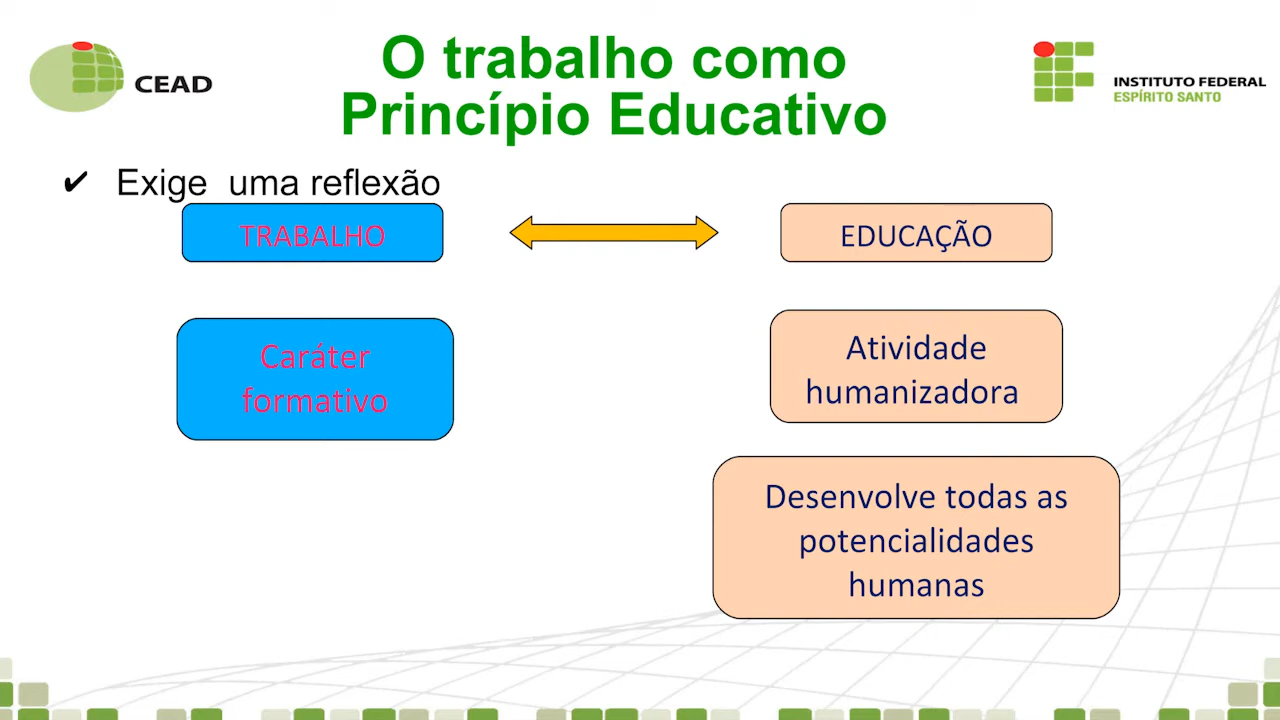 O trabalho como
Princípio Educativo
CEAD
INSTITUTO FEDERAL
ESPÍRITO SANTO
✔ Exige uma reflexão
TRABALHO
EDUCAÇÃO
Caráter
formativo
Atividade
humanizadora
Desenvolve todas as
potencialidades
humanas